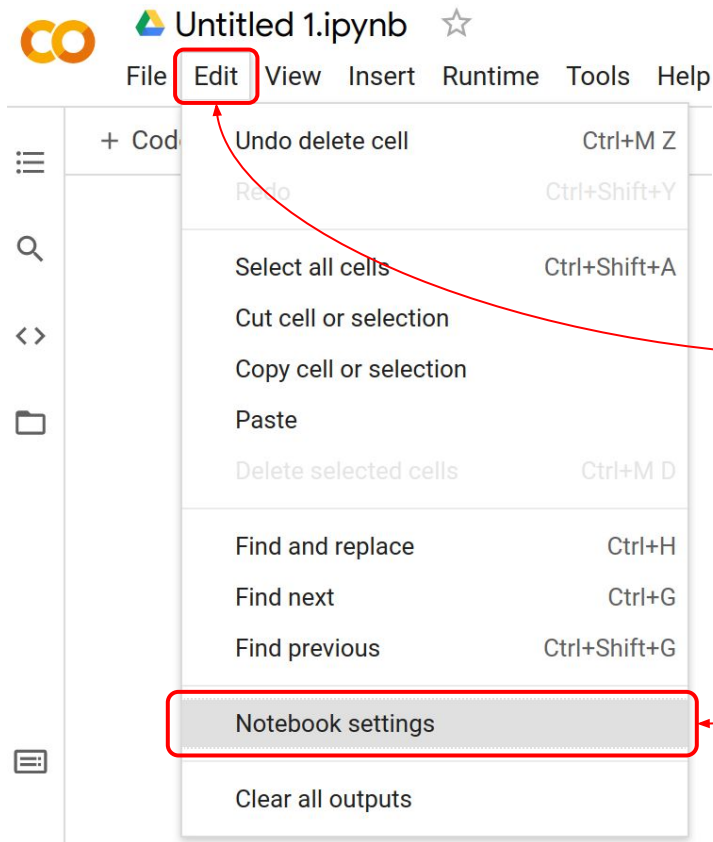 Untitled 1.ipynb
File Edit View Insert Runtime Tools Help
+ Cod
Undo delete cell Ctrl+M Z
Redo Ctrl+Shift+Y
Select all cells Ctrl+Shift+A
Cut cell or selection
Copy cell or selection
Paste
Delete selected cells Ctrl+M D
Find and replace Ctrl+H
Find next Ctrl+G
Find previous Ctrl+Shift+G
Notebook settings
Clear all outputs